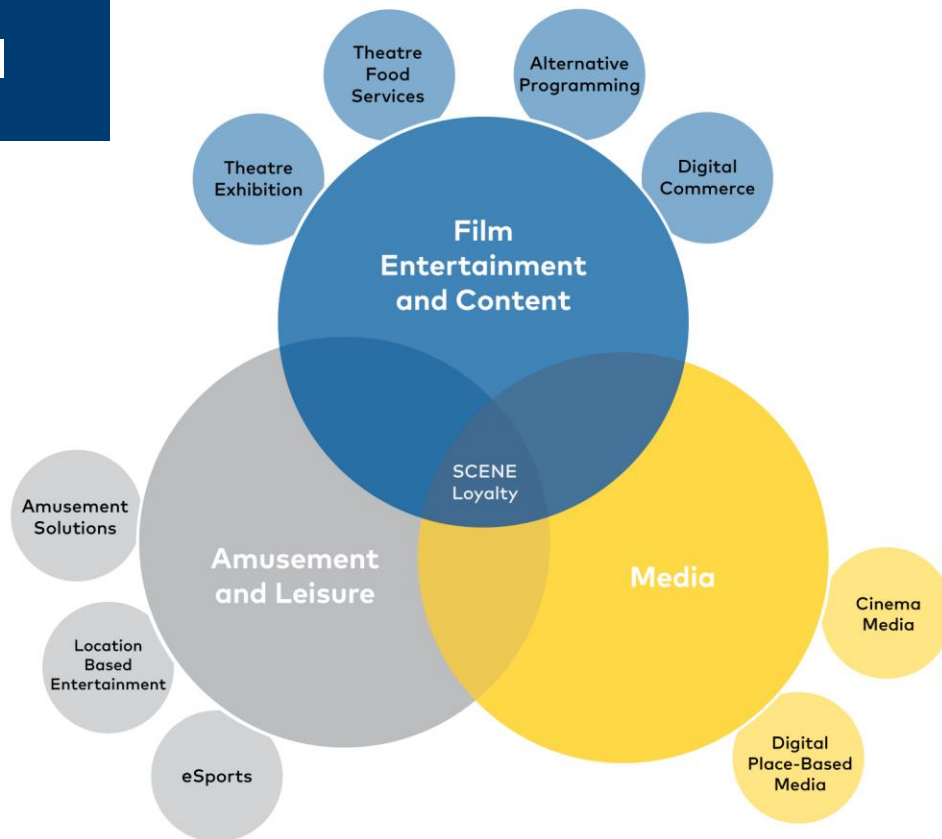 Theatre
Food
Services
Alternative
Programming
Theatre
Exhibition
Digital
Commerce
Film
Entertainment
and Content
SCENE
Loyalty
Amusement
Solutions
Amusement
and Leisure
Media
Location
Based
Entertainment
Cinema
Media
eSports
Digital
Place-Based
Media